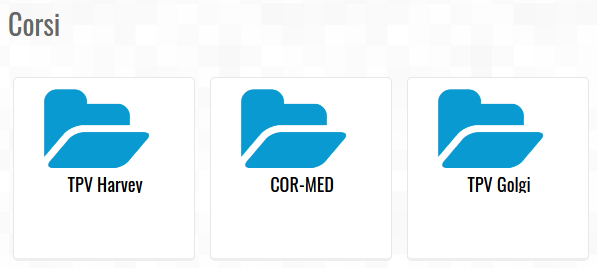 Corsi
TPV Harvey
COR-MED
TPV Golgi